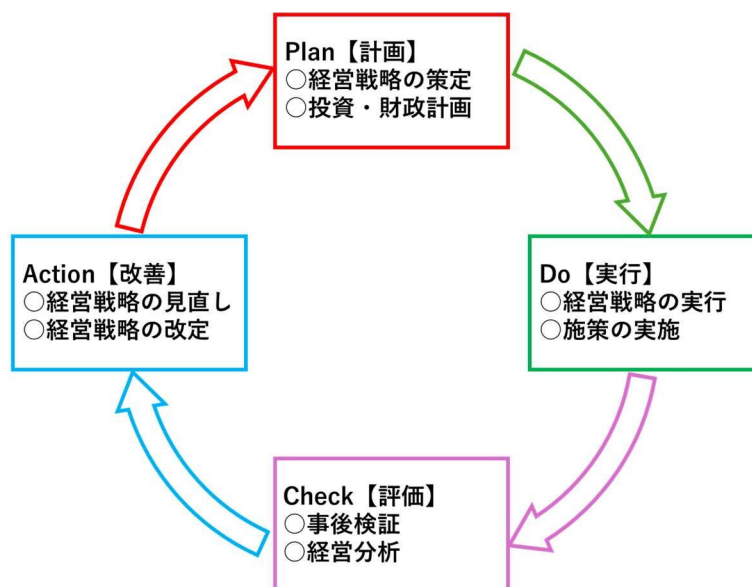 Plan【計画】
○経営戦略の策定
○投資・財政計画
Do【実行】
○経営戦略の実行
○施策の実施
Check【評価】
○事後検証
○経営分析
Action【改善】
○経営戦略の見直し
○経営戦略の改定